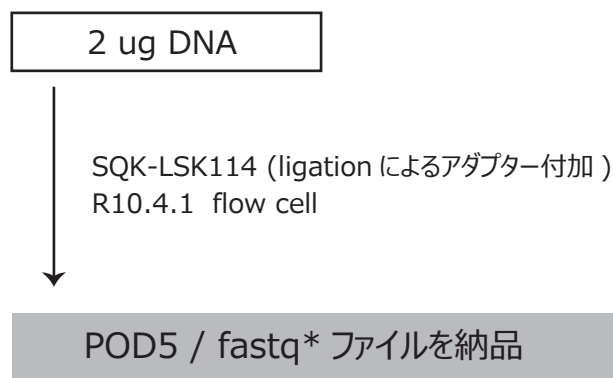 2 ug DNA
SQK-LSK114 (ligation によるアダプター付加 )
R10.4.1 flow cell
POD5 / fastq* ファイルを納品